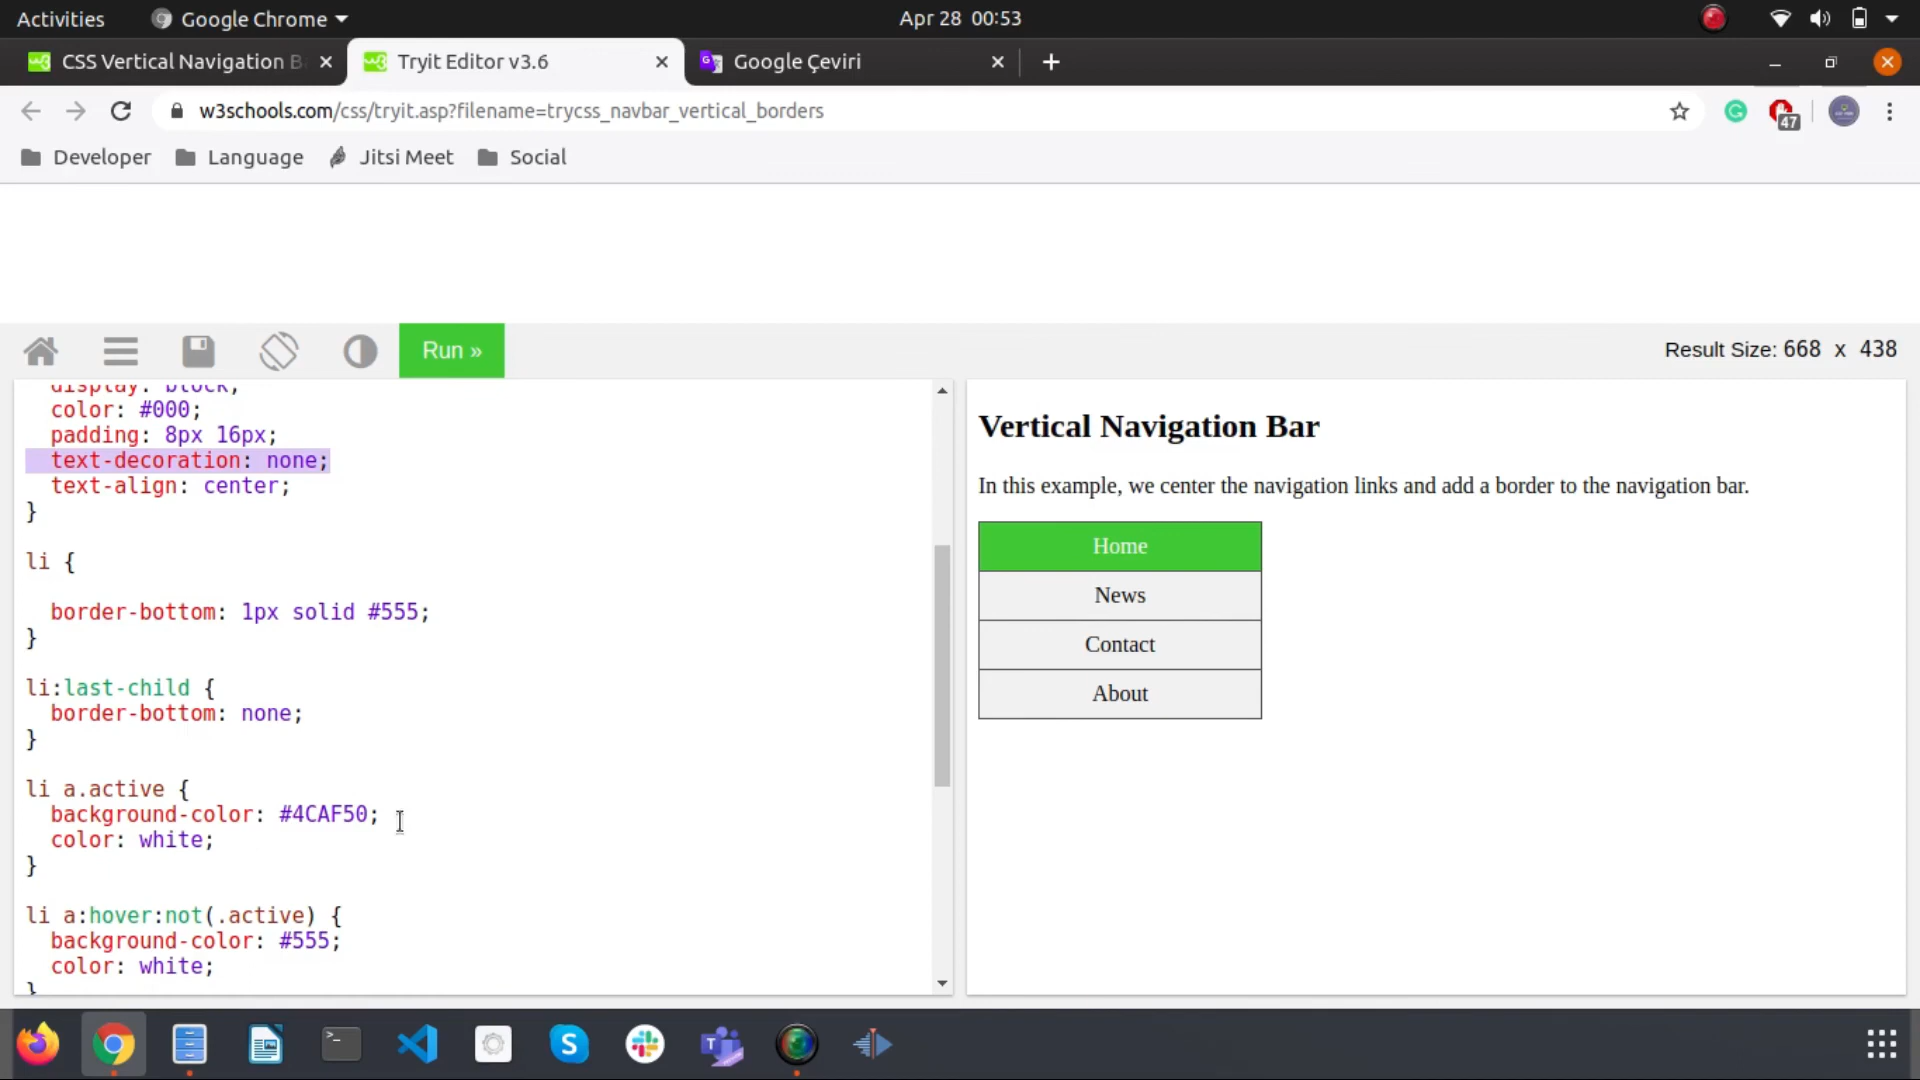 Activities
Google Chrome
Apr 28 00:53
CSS Vertical Navigation B
Tryit Editor v3.6
Google Çeviri
w3schools.com/css/tryit.asp?filename=trycss_navbar_vertical_borders
47
Developer
Language
Jitsi Meet
Social
Run »
Result Size: 668 x 438
display: block;
color: #000;
padding: 8px 16px;
text-decoration: none;
text-align: center;
}
li {
border-bottom: 1px solid #555;
}
li:last-child {
border-bottom: none;
}
li a.active {
background-color: #4CAF50;
color: white;
}
li a:hover:not(.active) {
background-color: #555;
color: white;
}
Vertical Navigation Bar
In this example, we center the navigation links and add a border to the navigation bar.
Home
News
Contact
About